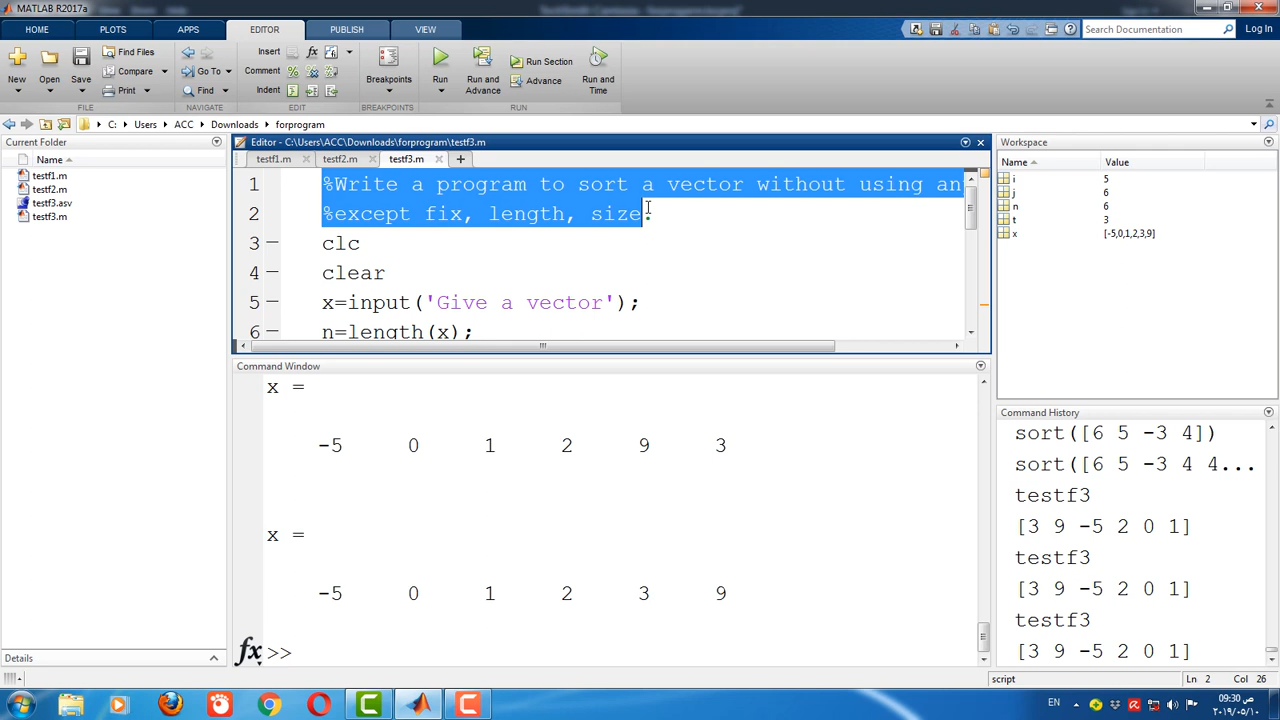 MATLAB R2017a
HOME PLOTS APPS EDITOR PUBLISH VIEW
Search Documentation Log In
New Open Save Find Files Compare Print
Go To Find
Insert Comment Indent
Breakpoints Run Run and Advance Run Section Advance Run and Time
FILE NAVIGATE EDIT BREAKPOINTS RUN
C: Users ACC Downloads forprogram
Current Folder
Name
testf1.m
testf2.m
testf3.asv
testf3.m
Details
Editor - C:\Users\ACC\Downloads\forprogram\testf3.m
testf1.m testf2.m testf3.m
1 %Write a program to sort a vector without using an
2 %except fix, length, size.
3 clc
4 clear
5 x=input('Give a vector');
6 n=length(x);
Command Window
x =
-5 0 1 2 9 3
x =
-5 0 1 2 3 9
fx >>
Workspace
Name Value
i 5
j 6
n 6
t 3
x [-5,0,1,2,3,9]
Command History
sort([6 5 -3 4])
sort([6 5 -3 4 4...
testf3
[3 9 -5 2 0 1]
testf3
[3 9 -5 2 0 1]
testf3
[3 9 -5 2 0 1]
script Ln 2 Col 26
EN
09:30 ص
٢٠١٩/٠٥/١٠